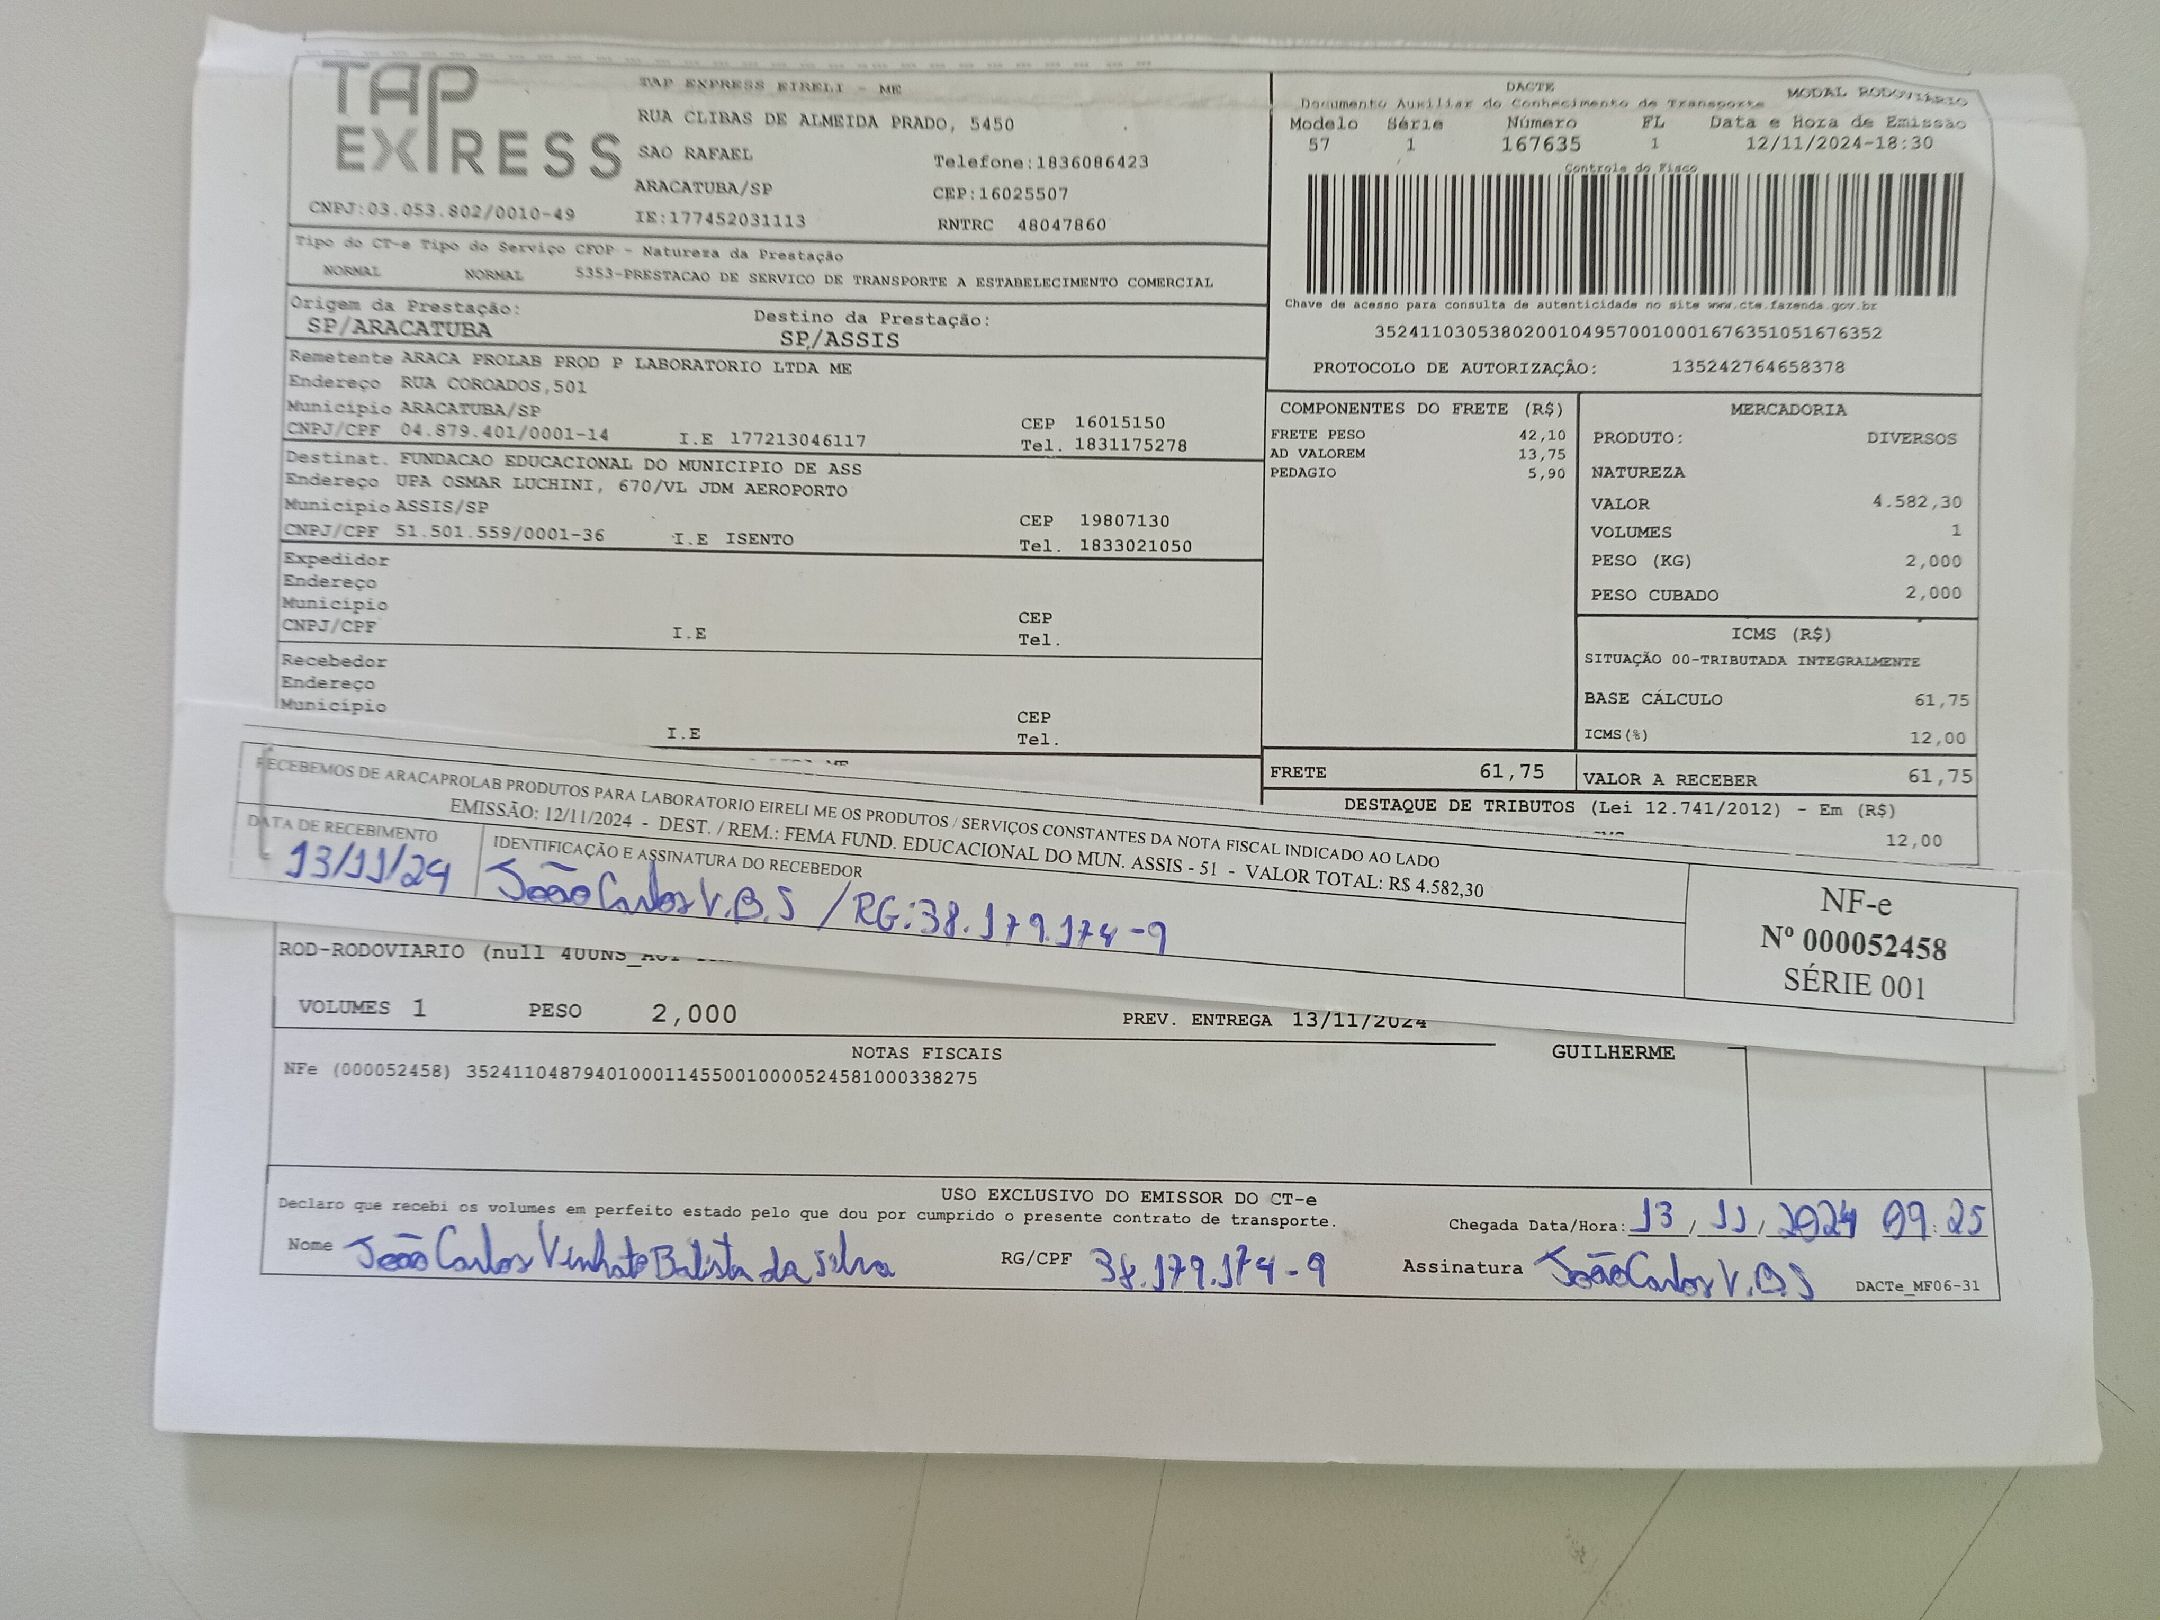 TAP EXPRESS
TAP EXPRESS EIRELI - ME
RUA CLIBAS DE ALMEIDA PRADO, 5450
SAO RAFAEL Telefone:1836086423
ARACATUBA/SP CEP:16025507
CNPJ:03.053.802/0010-49 IE:177452031113 RNTRC 48047860
DACTE MODAL RODOVIÁRIO
Documento Auxiliar do Conhecimento de Transporte
Modelo Série Número FL Data e Hora de Emissão
57 1 167635 1 12/11/2024-18:30
Controle do Fisco
Chave de acesso para consulta de autenticidade no site www.cte.fazenda.gov.br
35241103053802001049570010001676351051676352
PROTOCOLO DE AUTORIZAÇÃO: 135242764658378
Tipo do CT-e Tipo do Serviço CFOP - Natureza da Prestação
NORMAL NORMAL 5353-PRESTACAO DE SERVICO DE TRANSPORTE A ESTABELECIMENTO COMERCIAL
Origem da Prestação: Destino da Prestação:
SP/ARACATUBA SP/ASSIS
Remetente ARACA PROLAB PROD P LABORATORIO LTDA ME
Endereço RUA COROADOS,501
Município ARACATUBA/SP CEP 16015150
CNPJ/CPF 04.879.401/0001-14 I.E 177213046117 Tel. 1831175278
Destinat. FUNDACAO EDUCACIONAL DO MUNICIPIO DE ASS
Endereço UPA OSMAR LUCHINI, 670/VL JDM AEROPORTO
Município ASSIS/SP CEP 19807130
CNPJ/CPF 51.501.559/0001-36 I.E ISENTO Tel. 1833021050
Expedidor
Endereço
Município CEP
CNPJ/CPF I.E Tel.
Recebedor
Endereço
Município CEP
I.E Tel.
COMPONENTES DO FRETE (R$)
FRETE PESO 42,10
AD VALOREM 13,75
PEDAGIO 5,90
MERCADORIA
PRODUTO: DIVERSOS
NATUREZA
VALOR 4.582,30
VOLUMES 1
PESO (KG) 2,000
PESO CUBADO 2,000
ICMS (R$)
SITUAÇÃO 00-TRIBUTADA INTEGRALMENTE
BASE CÁLCULO 61,75
ICMS(%) 12,00
FRETE 61,75 VALOR A RECEBER 61,75
DESTAQUE DE TRIBUTOS (Lei 12.741/2012) - Em (R$)
12,00
RECEBEMOS DE ARACAPROLAB PRODUTOS PARA LABORATORIO EIRELI ME OS PRODUTOS / SERVIÇOS CONSTANTES DA NOTA FISCAL INDICADO AO LADO
EMISSÃO: 12/11/2024 - DEST. / REM.: FEMA FUND. EDUCACIONAL DO MUN. ASSIS - 51 - VALOR TOTAL: R$ 4.582,30
DATA DE RECEBIMENTO IDENTIFICAÇÃO E ASSINATURA DO RECEBEDOR
13/11/24 João Carlos V.B.S / RG: 38.179.174-9
NF-e
Nº 000052458
SÉRIE 001
ROD-RODOVIARIO (null
VOLUMES 1 PESO 2,000 PREV. ENTREGA 13/11/2024
NOTAS FISCAIS GUILHERME
NFe (000052458) 35241104879401000114550010000524581000338275
USO EXCLUSIVO DO EMISSOR DO CT-e
Declaro que recebi os volumes em perfeito estado pelo que dou por cumprido o presente contrato de transporte. Chegada Data/Hora: 13/11/2024 09:25
Nome João Carlos Vinhato Batista da Silva RG/CPF 38.179.174-9 Assinatura João Carlos V.B.S DACTe_MF06-31